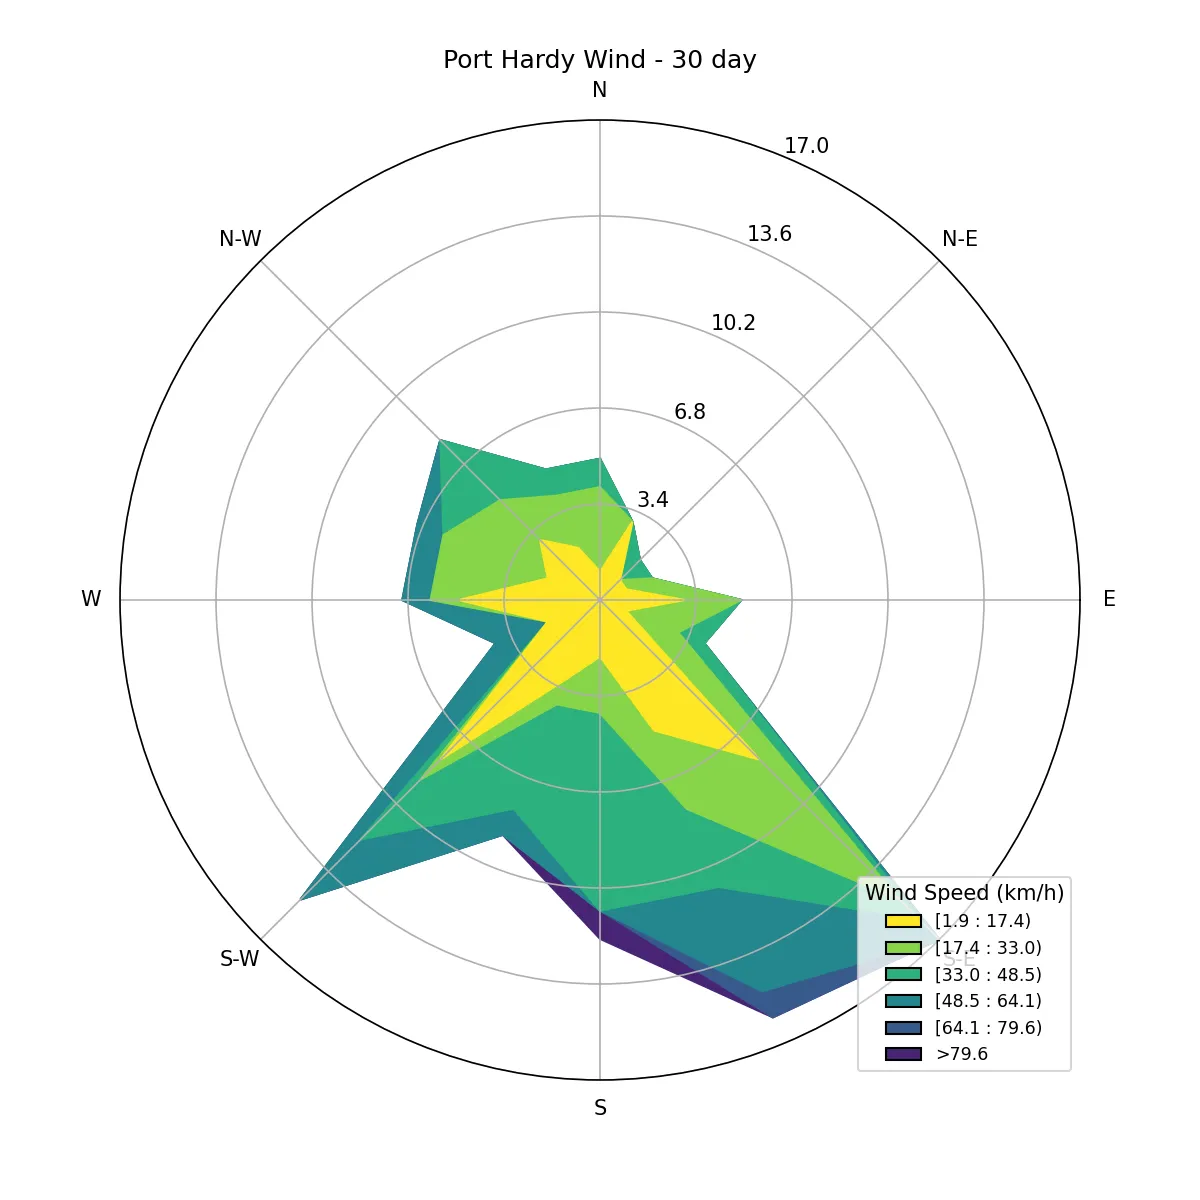 Port Hardy Wind - 30 day
N
17.0
N-W
13.6
N-E
10.2
6.8
3.4
W
E
S-W
S-E
Wind Speed (km/h)
[1.9 : 17.4)
[17.4 : 33.0)
[33.0 : 48.5)
[48.5 : 64.1)
[64.1 : 79.6)
>79.6
S